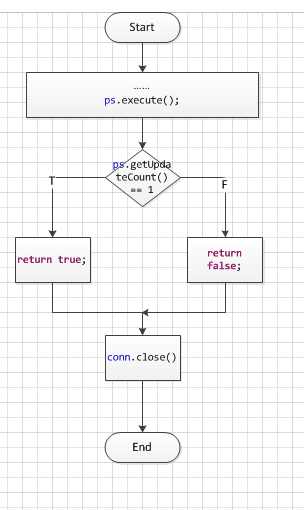 Start
......
ps.execute();
ps.getUpda
teCount()
== 1
T
F
return true;
return
false;
conn.close()
End